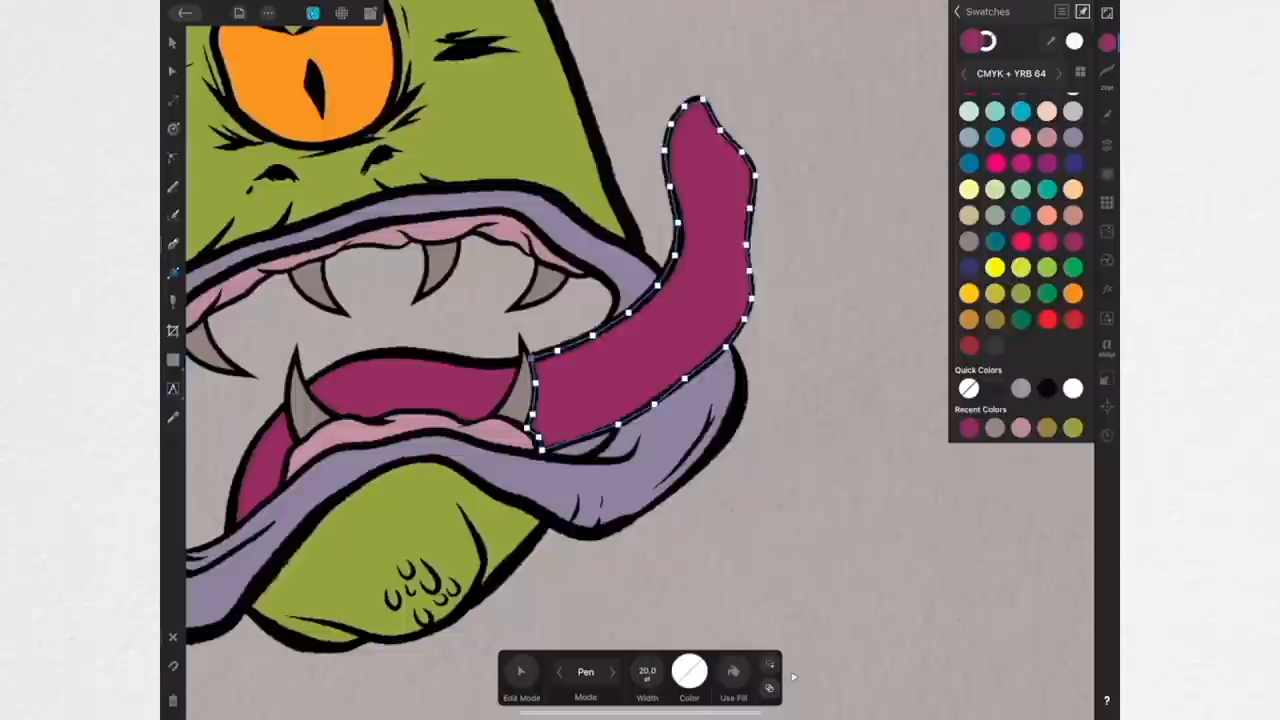 Swatches
CMYK + YRB 64
Quick Colors
Recent Colors
Pen
20.0
pt
Edit Mode
Mode
Width
Color
Use Fill
A
fx
?